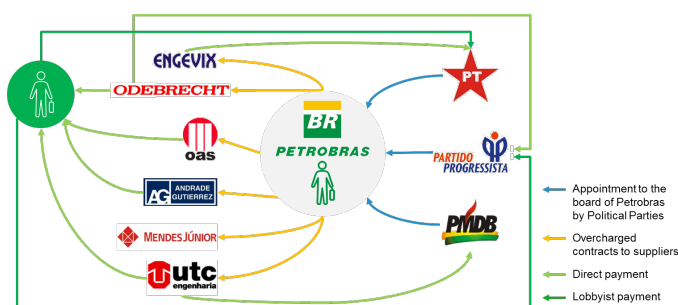 ENGEVIX
PT
ODEBRECHT
BR
oas
PETROBRAS
PARTIDO
PROGRESSISTA
AG
ANDRADE
GUTIERREZ
Appointment to the
board of Petrobras
by Political Parties
PMDB
MENDES JÚNIOR
Overcharged
contracts to suppliers
utc
engenharia
Direct payment
Lobbyist payment